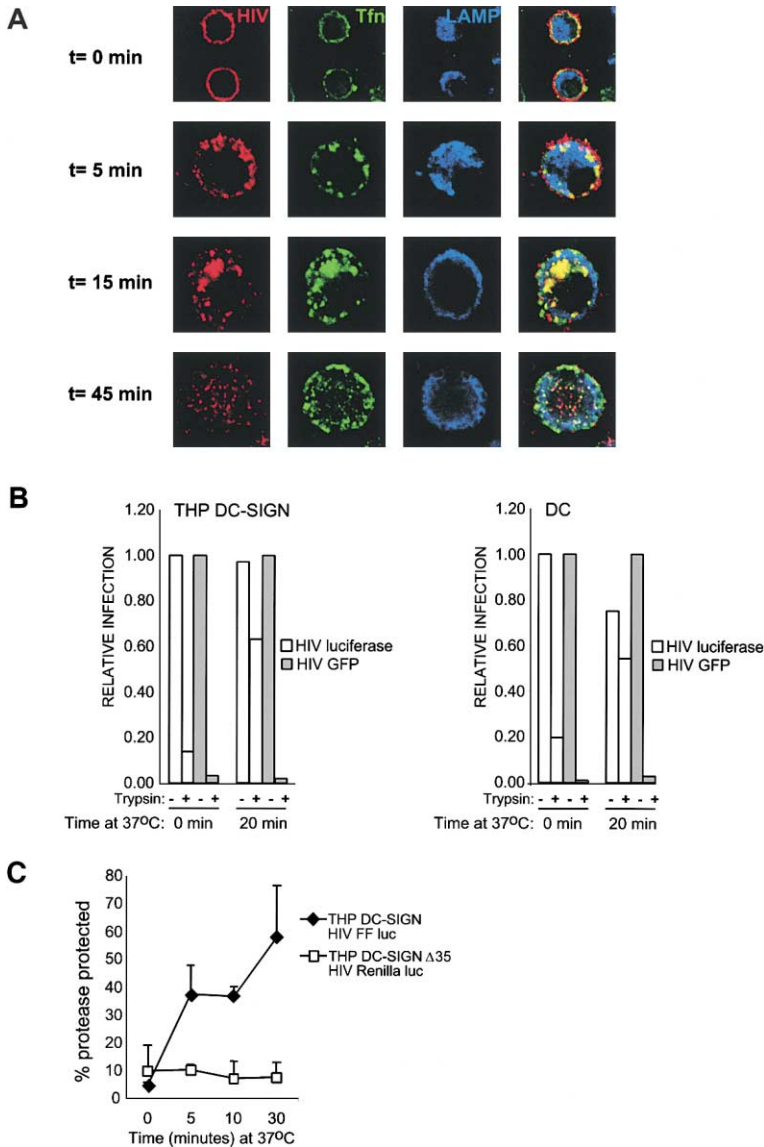 A
HIV Tfn LAMP
t= 0 min
t= 5 min
t= 15 min
t= 45 min
B
THP DC-SIGN
1.20
1.00
0.80
0.60
0.40
0.20
0.00
RELATIVE INFECTION
HIV luciferase
HIV GFP
Trypsin: - + - + - + - +
Time at 37ºC: 0 min 20 min
DC
1.20
1.00
0.80
0.60
0.40
0.20
0.00
RELATIVE INFECTION
HIV luciferase
HIV GFP
Trypsin: - + - + - + - +
Time at 37ºC: 0 min 20 min
C
80
70
60
50
40
30
20
10
0
% protease protected
THP DC-SIGN
HIV FF luc
THP DC-SIGN Δ35
HIV Renilla luc
0 5 10 30
Time (minutes) at 37ºC